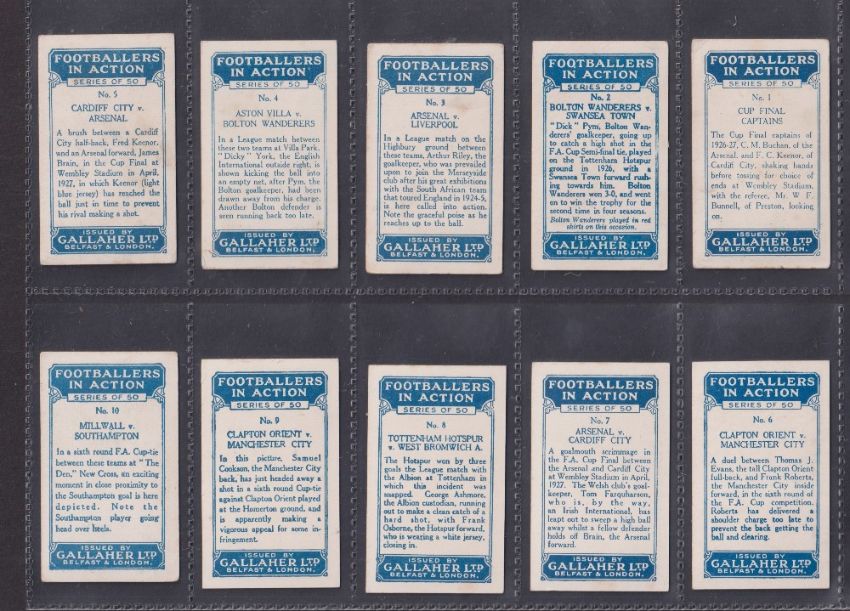 FOOTBALLERS
IN ACTION
SERIES OF 50
No. 5
CARDIFF CITY v.
ARSENAL
A brush between a Cardiff
City half-back, Fred Keenor,
and an Arsenal forward, James
Brain, in the Cup Final at
Wembley Stadium in April,
1927, in which Keenor (light
blue jersey) has reached the
ball just in time to prevent
his rival making a shot.
ISSUED BY
GALLAHER LTD
BELFAST & LONDON.
FOOTBALLERS
IN ACTION
SERIES OF 50
No. 4
ASTON VILLA v.
BOLTON WANDERERS
In a League match between
these two teams at Villa Park.
"Dicky" York, the English
International outside right, is
shown kicking the ball into
an empty net, after Pym, the
Bolton goalkeeper, had been
drawn away from his charge.
Another Bolton defender is
seen running back too late.
ISSUED BY
GALLAHER LTD
BELFAST & LONDON.
FOOTBALLERS
IN ACTION
SERIES OF 50
No. 3
ARSENAL v.
LIVERPOOL
In a League match on the
Highbury ground between
these teams, Arthur Riley, the
goalkeeper, who was prevailed
upon to join the Merseyside
club after his great exhibitions
with the South African team
that toured England in 1924-5,
is here called into action.
Note the graceful poise as he
reaches up to the ball.
ISSUED BY
GALLAHER LTD
BELFAST & LONDON.
FOOTBALLERS
IN ACTION
SERIES OF 50
No. 2
BOLTON WANDERERS v.
SWANSEA TOWN
"Dick" Pym, Bolton Wan-
derers' goalkeeper, going up
to catch a high shot in the
F.A. Cup Semi-final tie, played
on the Tottenham Hotspur
ground in 1926, with a
Swansea Town forward rush-
ing towards him. Bolton
Wanderers won 3-0, and went
on to win the trophy for the
second time in four seasons.
Bolton Wanderers played in red
shirts on this occasion.
ISSUED BY
GALLAHER LTD
BELFAST & LONDON.
FOOTBALLERS
IN ACTION
SERIES OF 50
No. 1
CUP FINAL
CAPTAINS
The Cup Final captains of
1926-27, C. M. Buchan, of the
Arsenal, and F. C. Keenor, of
Cardiff City, shaking hands
before tossing for choice of
ends at Wembley Stadium,
with the referee, Mr. W. F.
Bunnell, of Preston, looking
on.
ISSUED BY
GALLAHER LTD
BELFAST & LONDON.
FOOTBALLERS
IN ACTION
SERIES OF 50
No. 10
MILLWALL v.
SOUTHAMPTON
In a sixth round F.A. Cup-tie
between these teams at "The
Den," New Cross, an exciting
moment in close proximity to
the Southampton goal is here
depicted. Note the
Southampton player going
head over heels.
ISSUED BY
GALLAHER LTD
BELFAST & LONDON.
FOOTBALLERS
IN ACTION
SERIES OF 50
No. 9
CLAPTON ORIENT v.
MANCHESTER CITY
In this picture, Samuel
Cookson, the Manchester City
back, has just headed away a
shot in a sixth round Cup-tie
against Clapton Orient played
at the Homerton ground, and
is apparently making a
vigorous appeal for some in-
fringement.
ISSUED BY
GALLAHER LTD
BELFAST & LONDON.
FOOTBALLERS
IN ACTION
SERIES OF 50
No. 8
TOTTENHAM HOTSPUR
v. WEST BROMWICH A.
The Hotspur won by three
goals the League match with
the Albion at Tottenham in
which this incident was
snapped. George Ashmore,
the Albion custodian, running
out to make a clean catch of a
hard shot, with Frank
Osborne, the Hotspur forward,
who is wearing a white jersey,
closing in.
ISSUED BY
GALLAHER LTD
BELFAST & LONDON.
FOOTBALLERS
IN ACTION
SERIES OF 50
No. 7
ARSENAL v.
CARDIFF CITY
A goalmouth scrimmage in
the F.A. Cup Final between
the Arsenal and Cardiff City at
Wembley Stadium in April,
1927. The Welsh club's goal-
keeper, Tom Farquharson,
who is, by the way,
an Irish International, has
leapt out to sweep a high ball
away whilst a fellow defender
holds off Brain, the Arsenal
forward.
ISSUED BY
GALLAHER LTD
BELFAST & LONDON.
FOOTBALLERS
IN ACTION
SERIES OF 50
No. 6
CLAPTON ORIENT v.
MANCHESTER CITY
A duel between Thomas J.
Evans, the tall Clapton Orient
full-back, and Frank Roberts,
the Manchester City inside
forward, in the sixth round of
the F.A. Cup competition.
Roberts has delivered a
shoulder charge too late to
prevent the back getting the
ball and clearing.
ISSUED BY
GALLAHER LTD
BELFAST & LONDON.